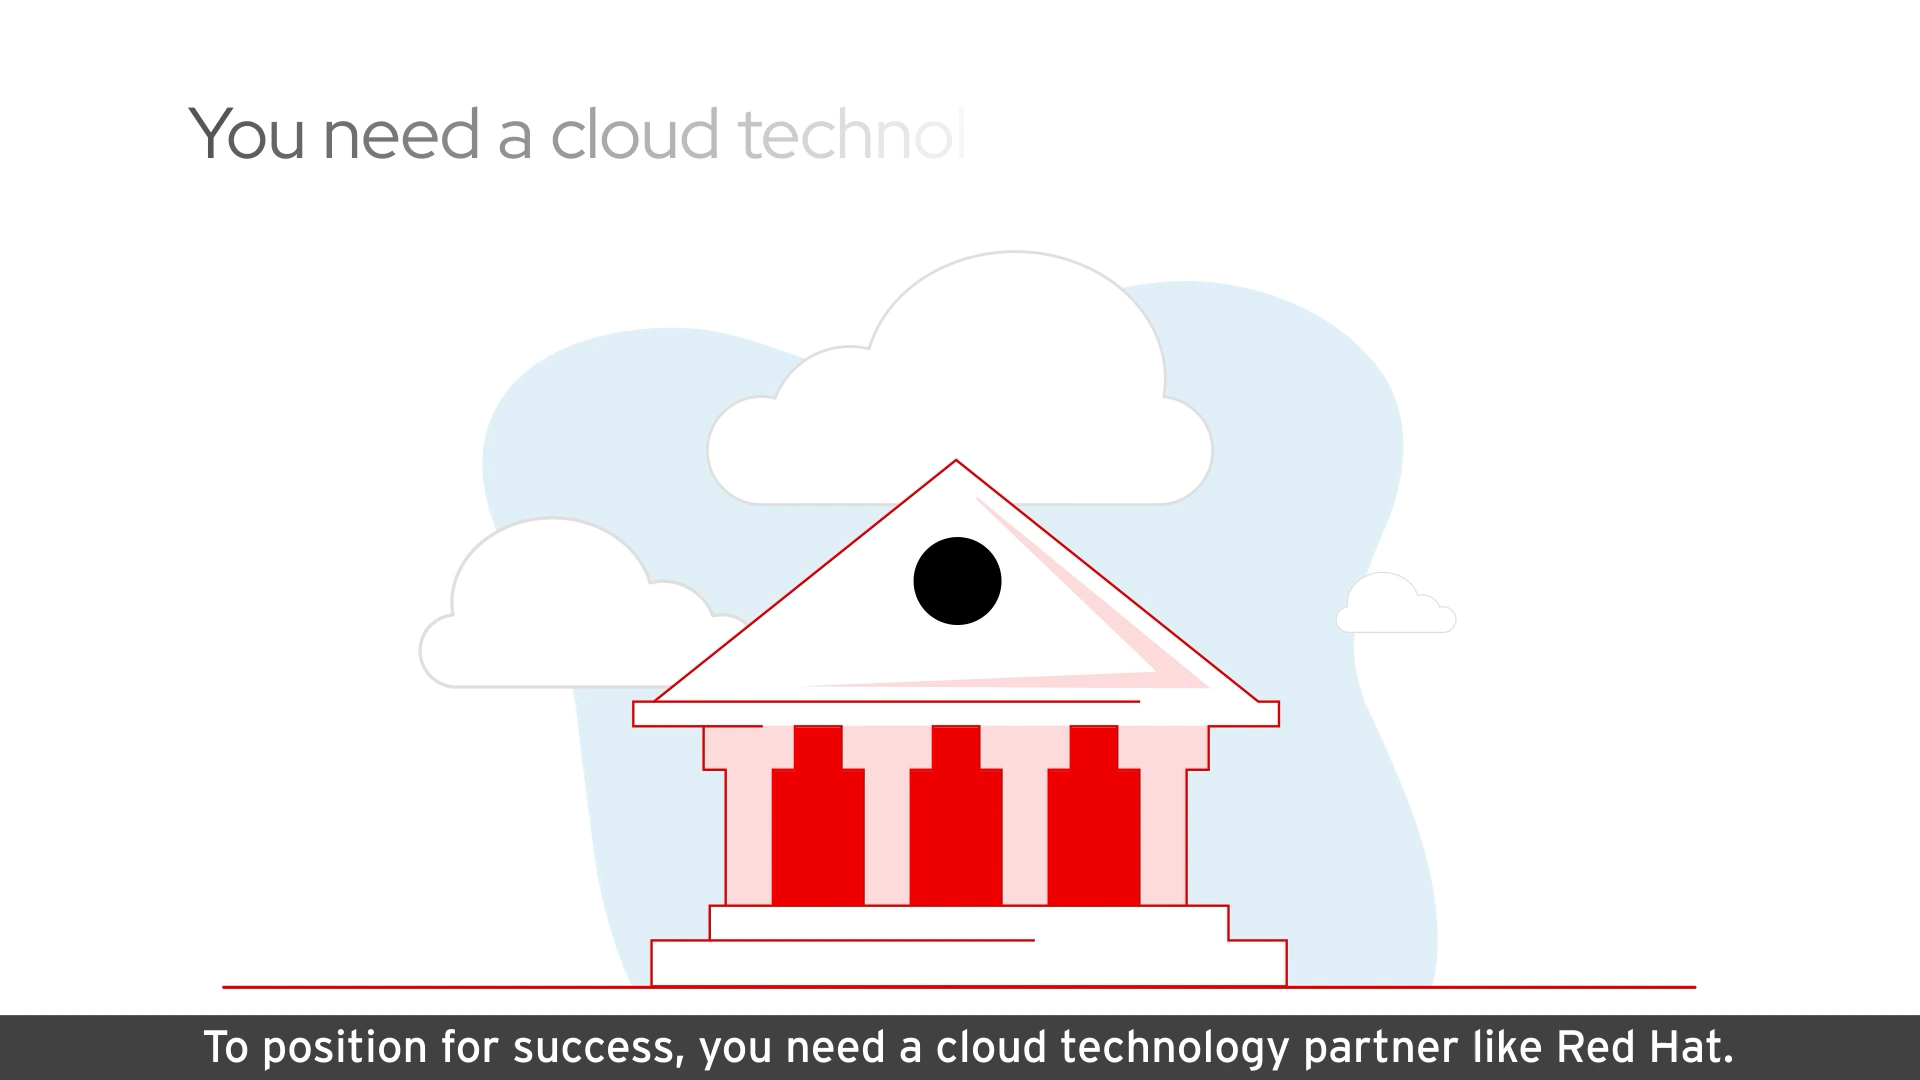 You need a cloud technol
To position for success, you need a cloud technology partner like Red Hat.